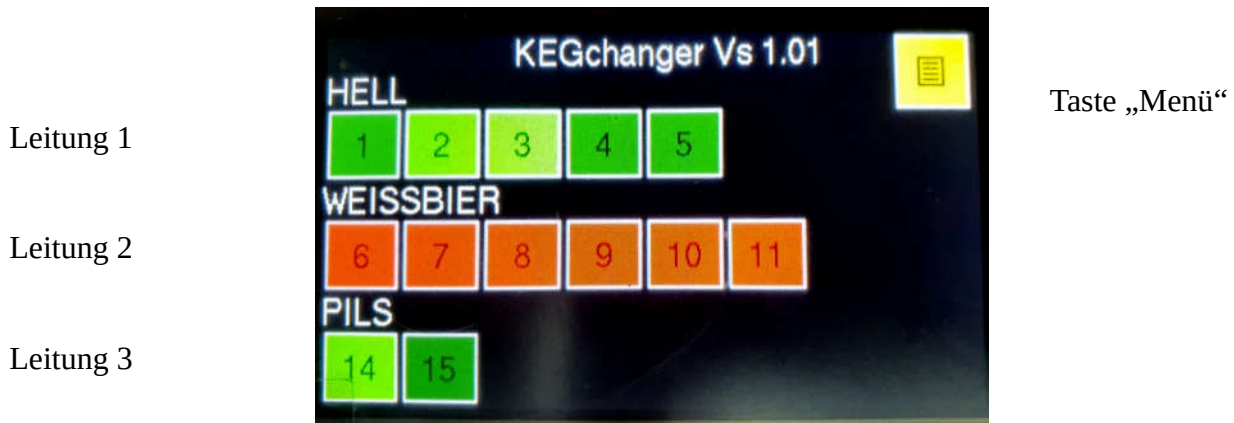 KEGchanger Vs 1.01
Taste „Menü“
HELL
Leitung 1
1 2 3 4 5
WEISSBIER
Leitung 2
6 7 8 9 10 11
PILS
Leitung 3
14 15